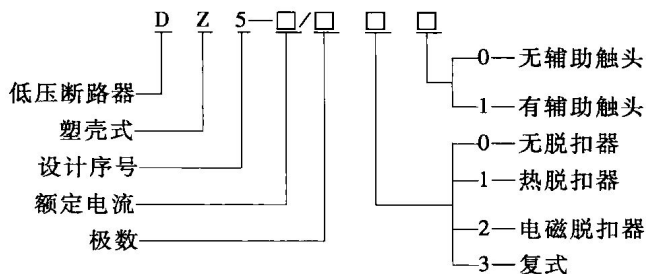 D Z 5—□/□ □ □
低压断路器
塑壳式
设计序号
额定电流
极数
0—无辅助触头
1—有辅助触头
0—无脱扣器
1—热脱扣器
2—电磁脱扣器
3—复式